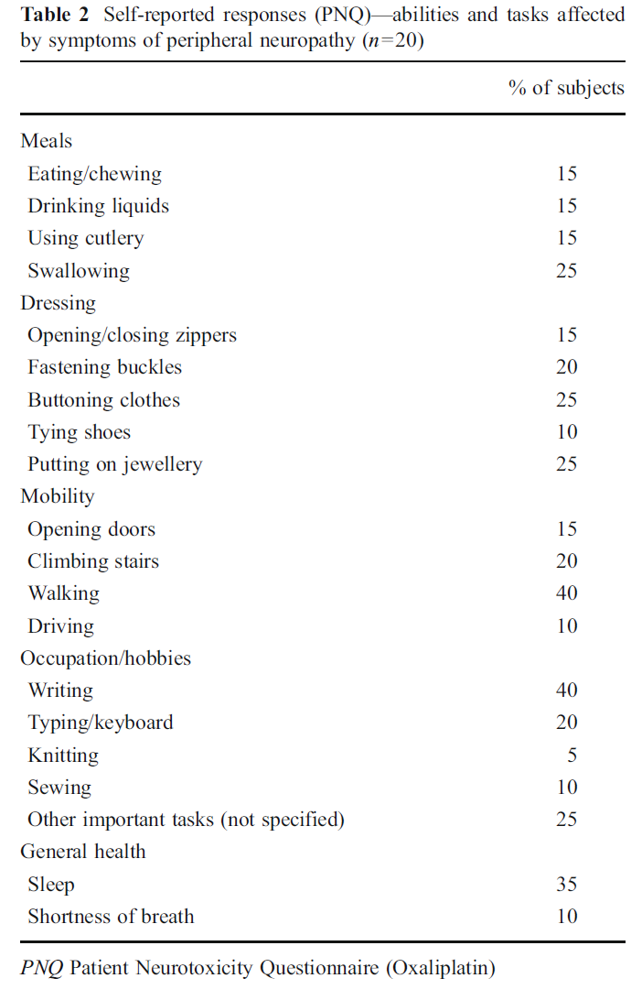 Table 2 Self-reported responses (PNQ)—abilities and tasks affected
by symptoms of peripheral neuropathy (n=20)
% of subjects
Meals
Eating/chewing 15
Drinking liquids 15
Using cutlery 15
Swallowing 25
Dressing
Opening/closing zippers 15
Fastening buckles 20
Buttoning clothes 25
Tying shoes 10
Putting on jewellery 25
Mobility
Opening doors 15
Climbing stairs 20
Walking 40
Driving 10
Occupation/hobbies
Writing 40
Typing/keyboard 20
Knitting 5
Sewing 10
Other important tasks (not specified) 25
General health
Sleep 35
Shortness of breath 10
PNQ Patient Neurotoxicity Questionnaire (Oxaliplatin)